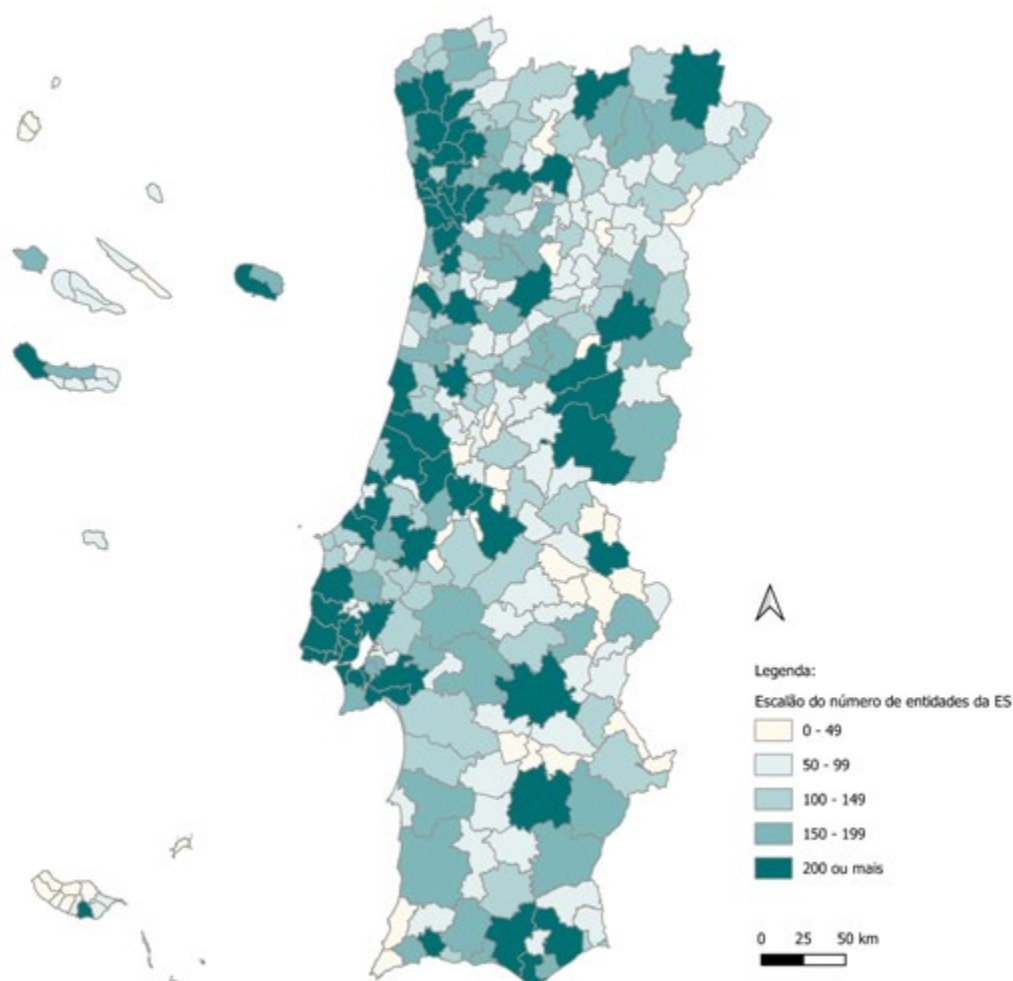 Legenda:
Escalão do número de entidades da ES
0 - 49
50 - 99
100 - 149
150 - 199
200 ou mais
0 25 50 km